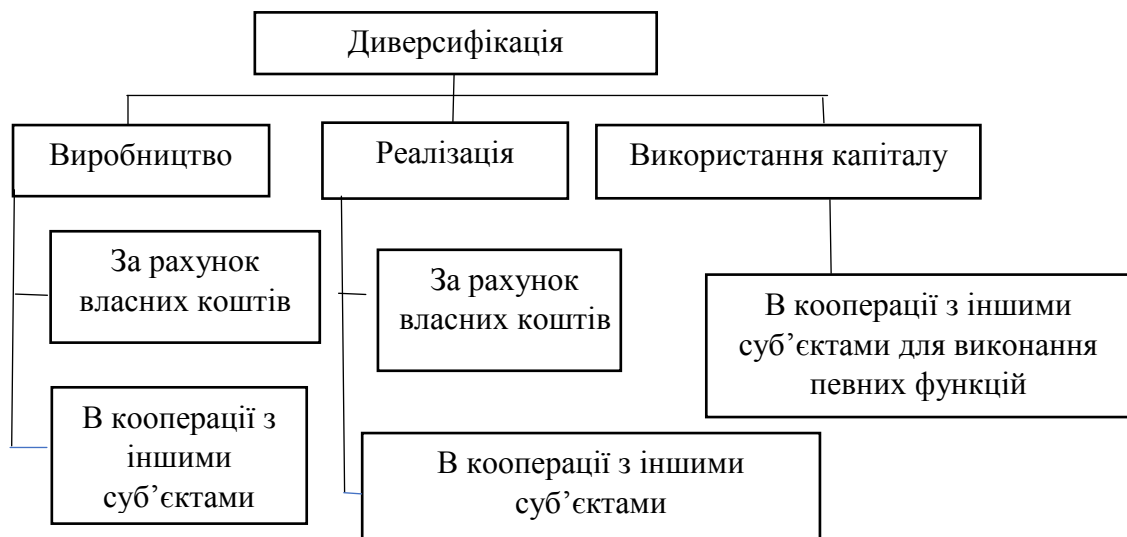 Диверсифікація
Виробництво
Реалізація
Використання капіталу
За рахунок
власних коштів
За рахунок
власних коштів
В кооперації з іншими
суб’єктами для виконання
певних функцій
В кооперації з
іншими
суб’єктами
В кооперації з іншими
суб’єктами